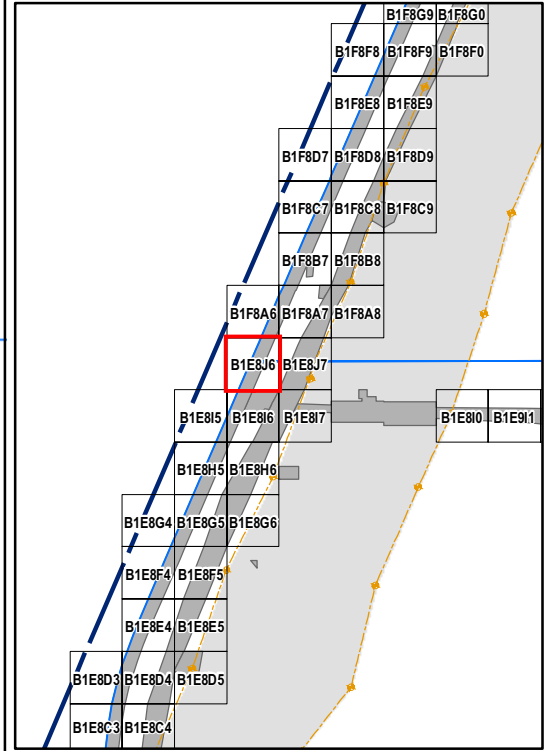 B1F8G9 B1F8G0
B1F8F8 B1F8F9 B1F8F0
B1F8E8 B1F8E9
B1F8D7 B1F8D8 B1F8D9
B1F8C7 B1F8C8 B1F8C9
B1F8B7 B1F8B8
B1F8A6 B1F8A7 B1F8A8
B1E8J6 B1E8J7
B1E8I5 B1E8I6 B1E8I7 B1E8I0 B1E9I1
B1E8H5 B1E8H6
B1E8G4 B1E8G5 B1E8G6
B1E8F4 B1E8F5
B1E8E4 B1E8E5
B1E8D3 B1E8D4 B1E8D5
B1E8C3 B1E8C4